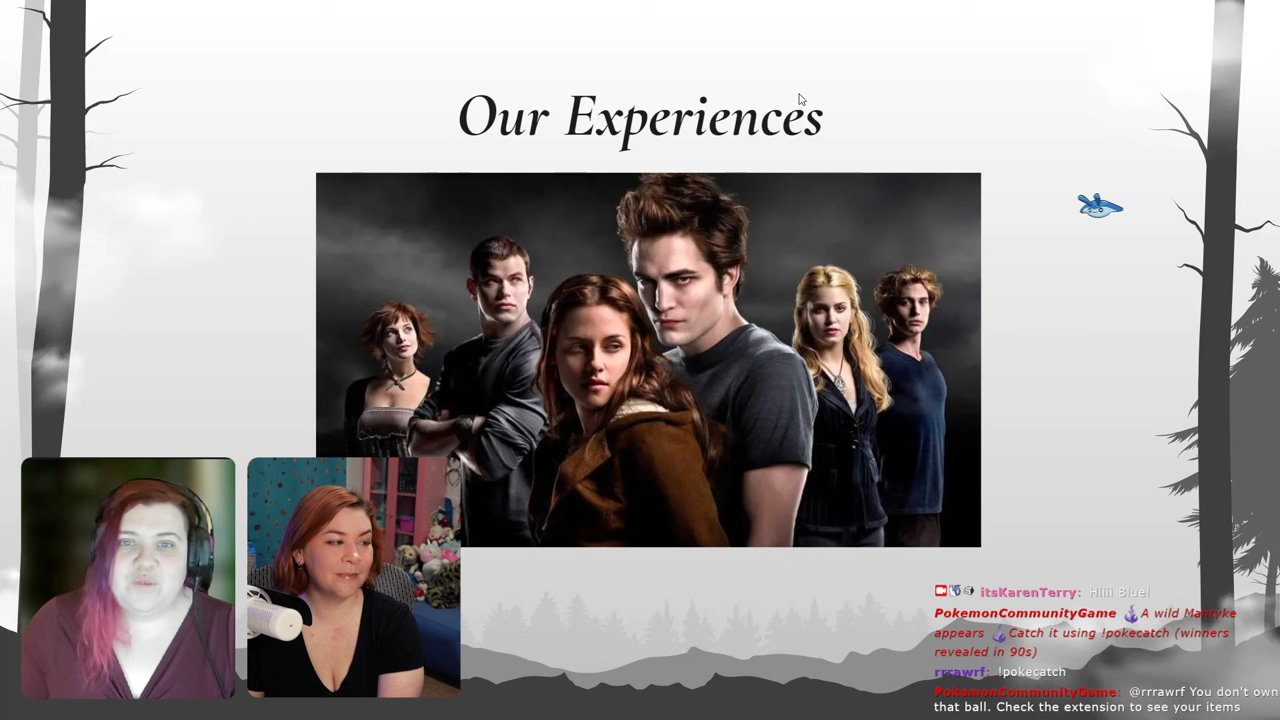 Our Experiences
itsKarenTerry: Hiiii Blue!
PokemonCommunityGame A wild Mantyke
appears Catch it using !pokecatch (winners
revealed in 90s)
rrrawrf: !pokecatch
PokemonCommunityGame: @rrrawrf You don't own
that ball. Check the extension to see your items